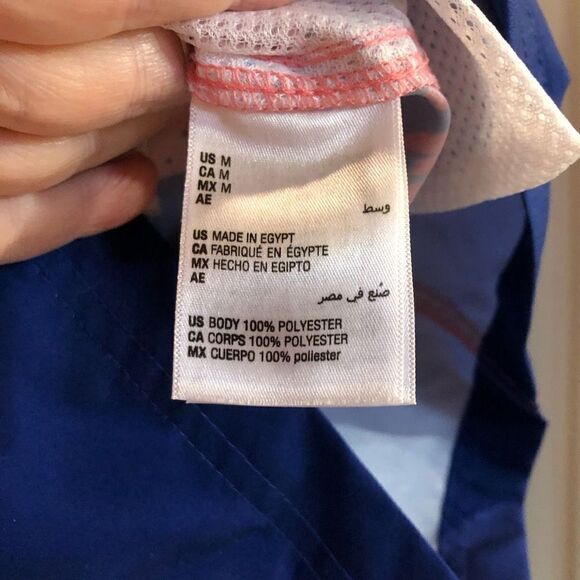 US M
CA M
MX M
AE
وسط
US MADE IN EGYPT
CA FABRIQUÉ EN ÉGYPTE
MX HECHO EN EGIPTO
AE
صُنع في مصر
US BODY 100% POLYESTER
CA CORPS 100% POLYESTER
MX CUERPO 100% poliester